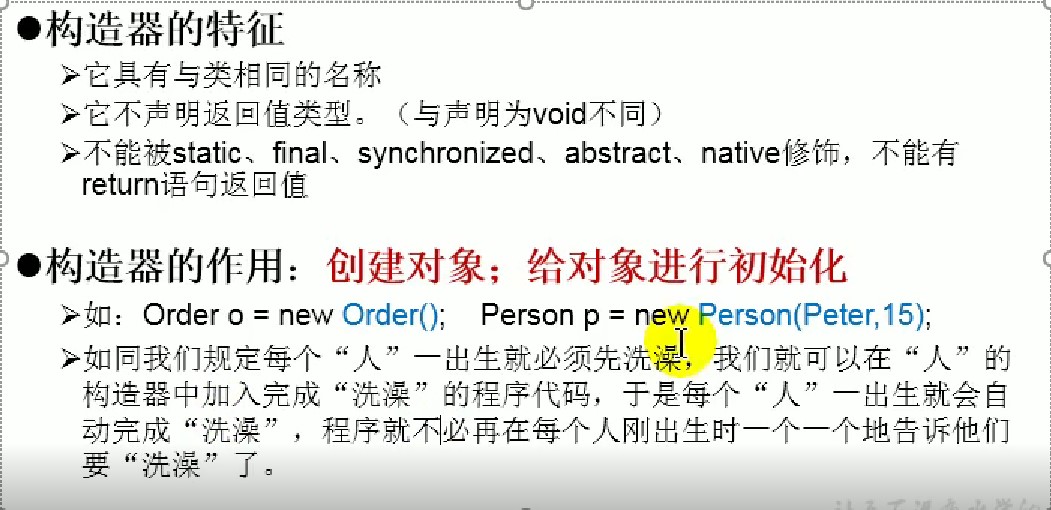 ●构造器的特征
➢它具有与类相同的名称
➢它不声明返回值类型。（与声明为void不同）
➢不能被static、final、synchronized、abstract、native修饰，不能有
return语句返回值
●构造器的作用：创建对象；给对象进行初始化
➢如：Order o = new Order(); Person p = new Person(Peter,15);
➢如同我们规定每个“人”一出生就必须先洗澡，我们就可以在“人”的
构造器中加入完成“洗澡”的程序代码，于是每个“人”一出生就会自
动完成“洗澡”，程序就不必再在每个人刚出生时一个一个地告诉他们
要“洗澡”了。